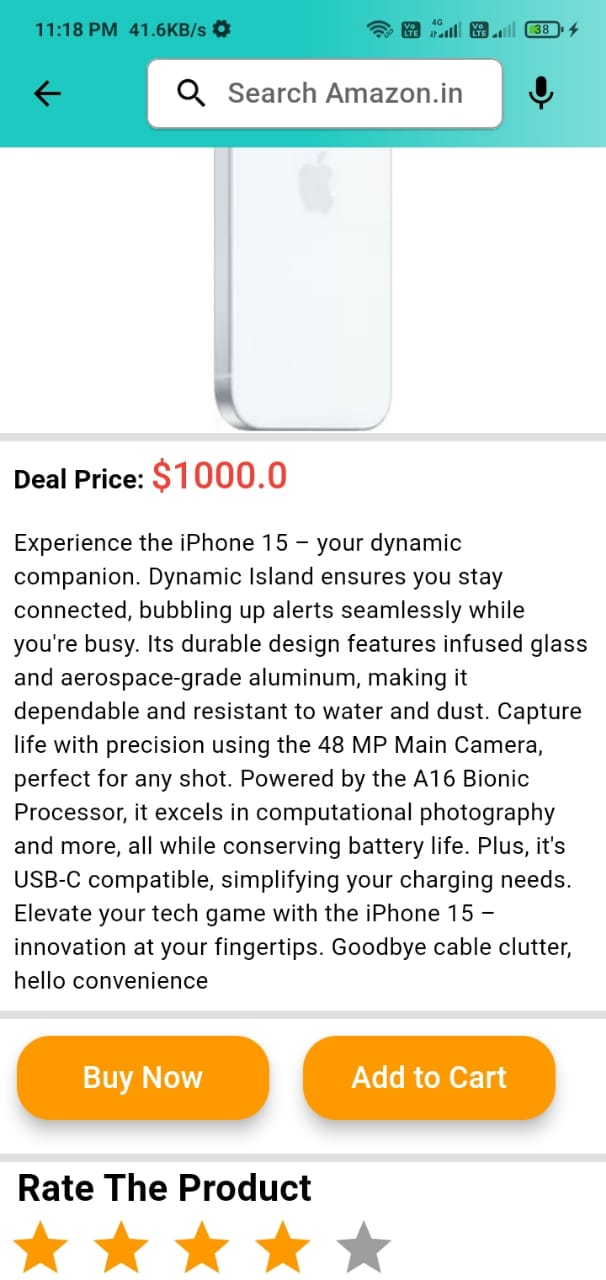 11:18 PM 41.6KB/s VoLTE 4G VoLTE 38
Search Amazon.in
Deal Price: $1000.0
Experience the iPhone 15 – your dynamic
companion. Dynamic Island ensures you stay
connected, bubbling up alerts seamlessly while
you're busy. Its durable design features infused glass
and aerospace-grade aluminum, making it
dependable and resistant to water and dust. Capture
life with precision using the 48 MP Main Camera,
perfect for any shot. Powered by the A16 Bionic
Processor, it excels in computational photography
and more, all while conserving battery life. Plus, it's
USB-C compatible, simplifying your charging needs.
Elevate your tech game with the iPhone 15 –
innovation at your fingertips. Goodbye cable clutter,
hello convenience
Buy Now Add to Cart
Rate The Product